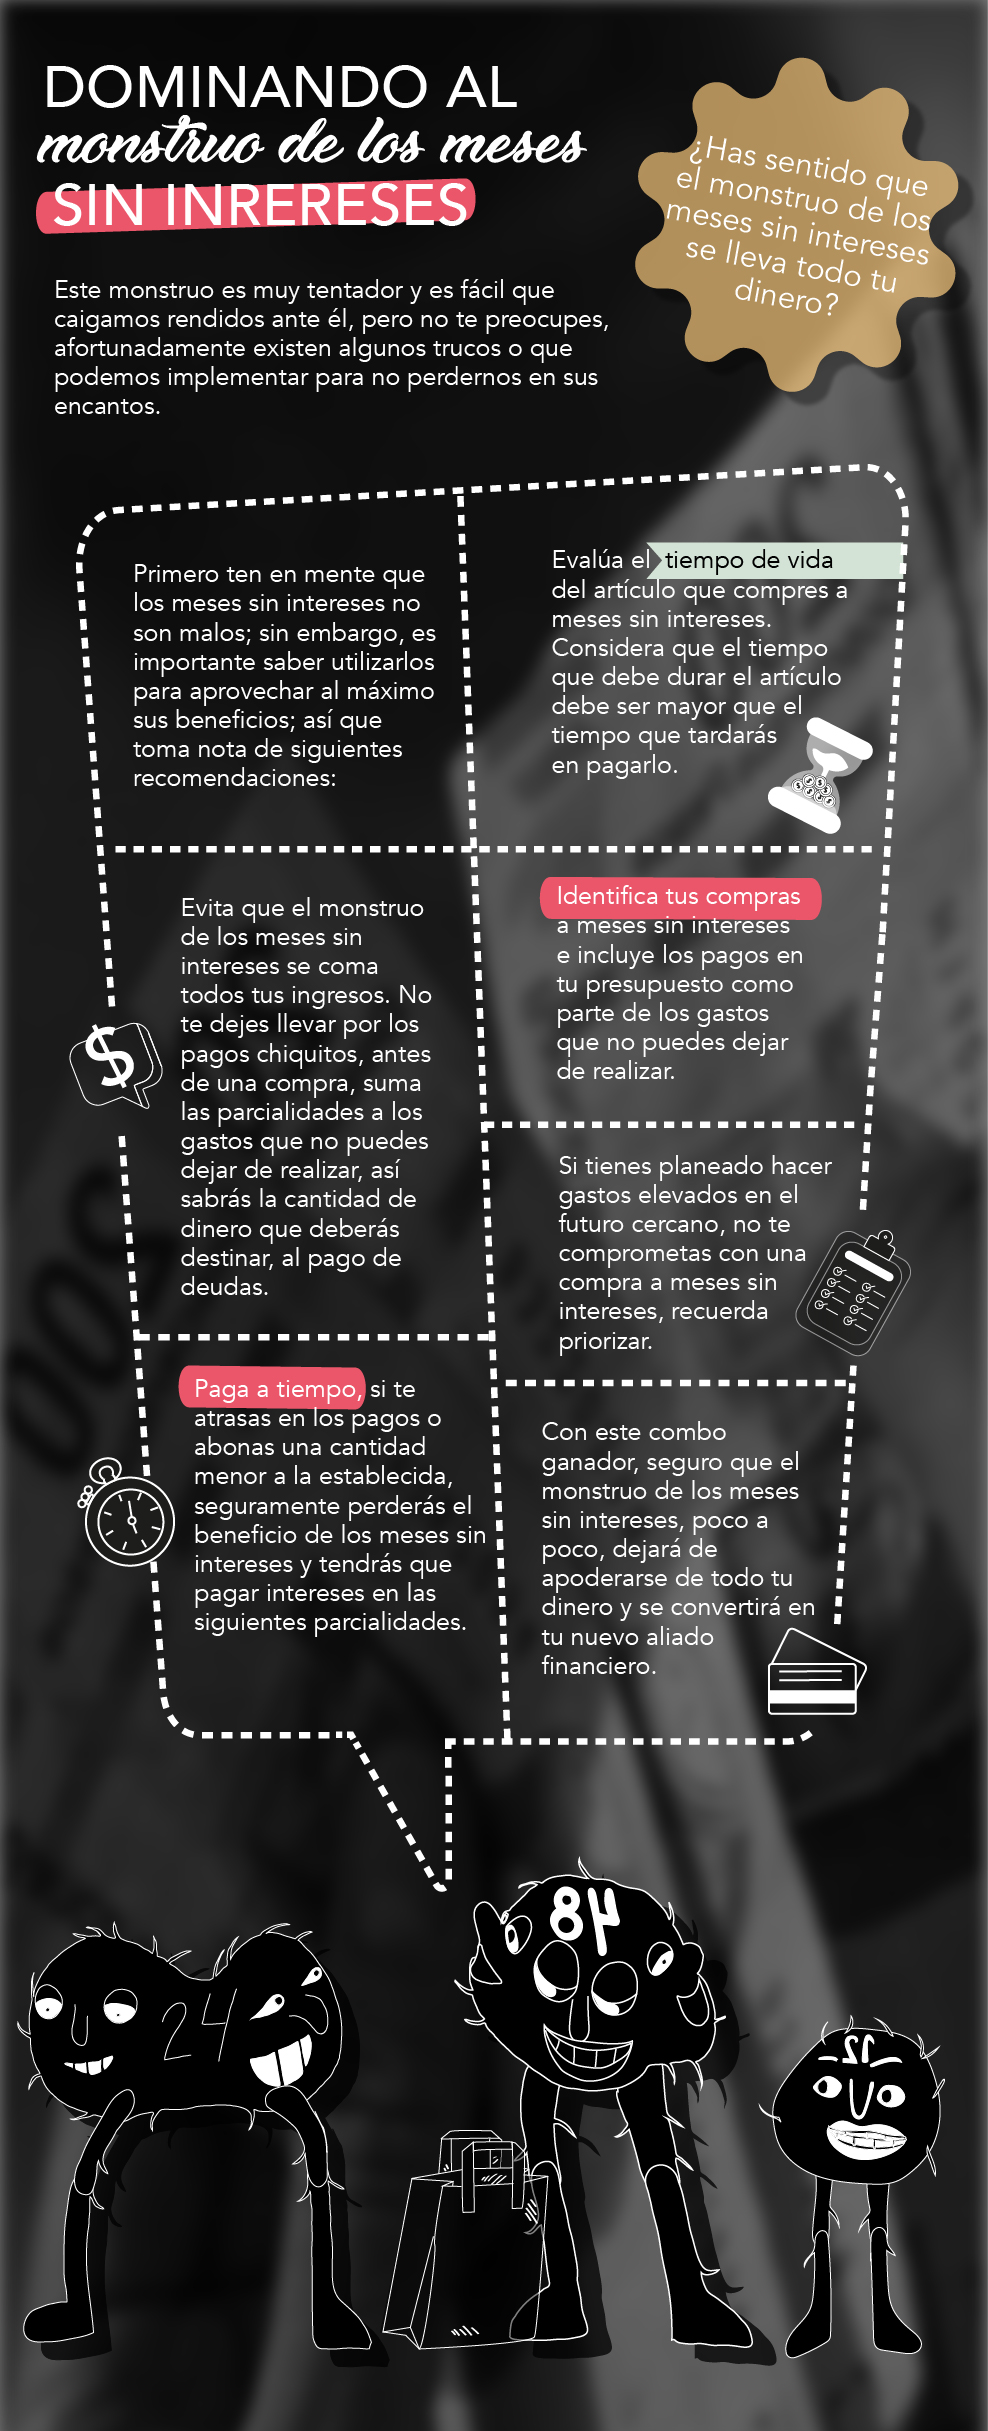 DOMINANDO AL
monstruo de los meses
SIN INRERESES
¿Has sentido que
el monstruo de los
meses sin intereses
se lleva todo tu
dinero?
Este monstruo es muy tentador y es fácil que
caigamos rendidos ante él, pero no te preocupes,
afortunadamente existen algunos trucos o que
podemos implementar para no perdernos en sus
encantos.
Primero ten en mente que
los meses sin intereses no
son malos; sin embargo, es
importante saber utilizarlos
para aprovechar al máximo
sus beneficios; así que
toma nota de siguientes
recomendaciones:
Evalúa el tiempo de vida
del artículo que compres a
meses sin intereses.
Considera que el tiempo
que debe durar el artículo
debe ser mayor que el
tiempo que tardarás
en pagarlo.
Evita que el monstruo
de los meses sin
intereses se coma
todos tus ingresos. No
te dejes llevar por los
pagos chiquitos, antes
de una compra, suma
las parcialidades a los
gastos que no puedes
dejar de realizar, así
sabrás la cantidad de
dinero que deberás
destinar, al pago de
deudas.
$
Identifica tus compras
a meses sin intereses
e incluye los pagos en
tu presupuesto como
parte de los gastos
que no puedes dejar
de realizar.
Si tienes planeado hacer
gastos elevados en el
futuro cercano, no te
comprometas con una
compra a meses sin
intereses, recuerda
priorizar.
Paga a tiempo, si te
atrasas en los pagos o
abonas una cantidad
menor a la establecida,
seguramente perderás el
beneficio de los meses sin
intereses y tendrás que
pagar intereses en las
siguientes parcialidades.
Con este combo
ganador, seguro que el
monstruo de los meses
sin intereses, poco a
poco, dejará de
apoderarse de todo tu
dinero y se convertirá en
tu nuevo aliado
financiero.
24
48
12